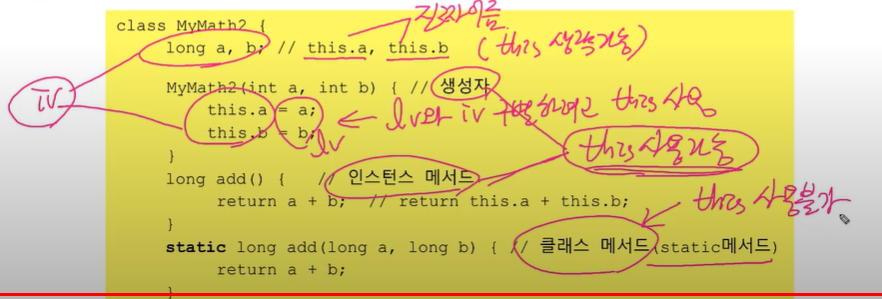 진짜이름
class MyMath2 {
long a, b; // this.a, this.b (this 생략가능)
iv
MyMath2(int a, int b) { // 생성자
this.a = a;
this.b = b; lv ← lv와 iv 구별하려고 this 사용
}
this 사용가능
long add() { // 인스턴스 메서드
return a + b; // return this.a + this.b;
this 사용불가
}
static long add(long a, long b) { // 클래스 메서드(static메서드)
return a + b;
}